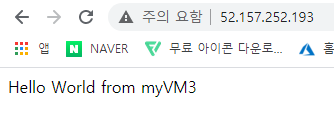 주의 요함 | 52.157.252.193
앱 NAVER 무료 아이콘 다운로... 홈
Hello World from myVM3